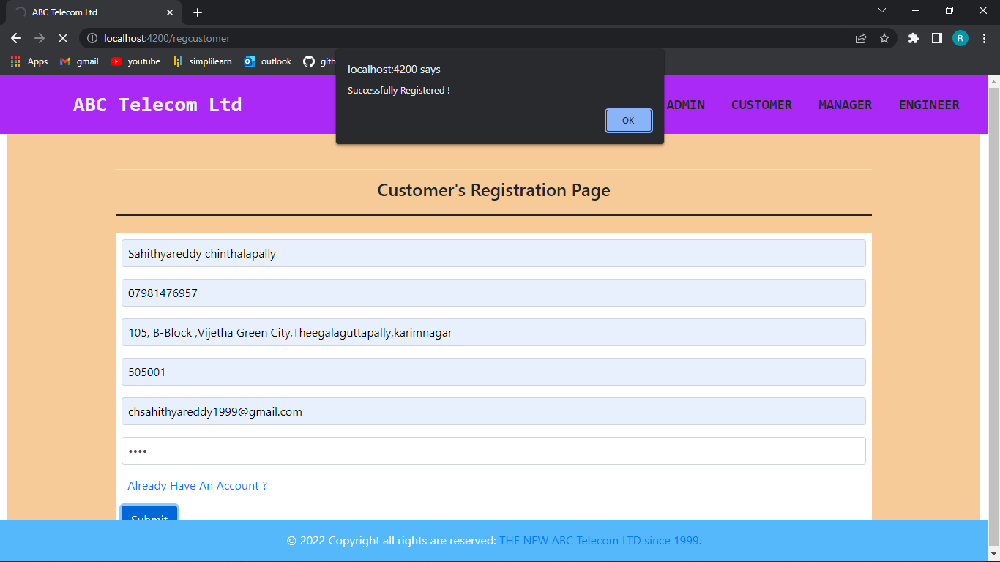 ABC Telecom Ltd
localhost:4200/regcustomer
R
Apps gmail youtube simplilearn outlook gith
localhost:4200 says
Successfully Registered !
OK
ABC Telecom Ltd
ADMIN CUSTOMER MANAGER ENGINEER
Customer's Registration Page
Sahithyareddy chinthalapally
07981476957
105, B-Block ,Vijetha Green City,Theegalaguttapally,karimnagar
505001
chsahithyareddy1999@gmail.com
••••
Already Have An Account ?
Submit
© 2022 Copyright all rights are reserved: THE NEW ABC Telecom LTD since 1999.